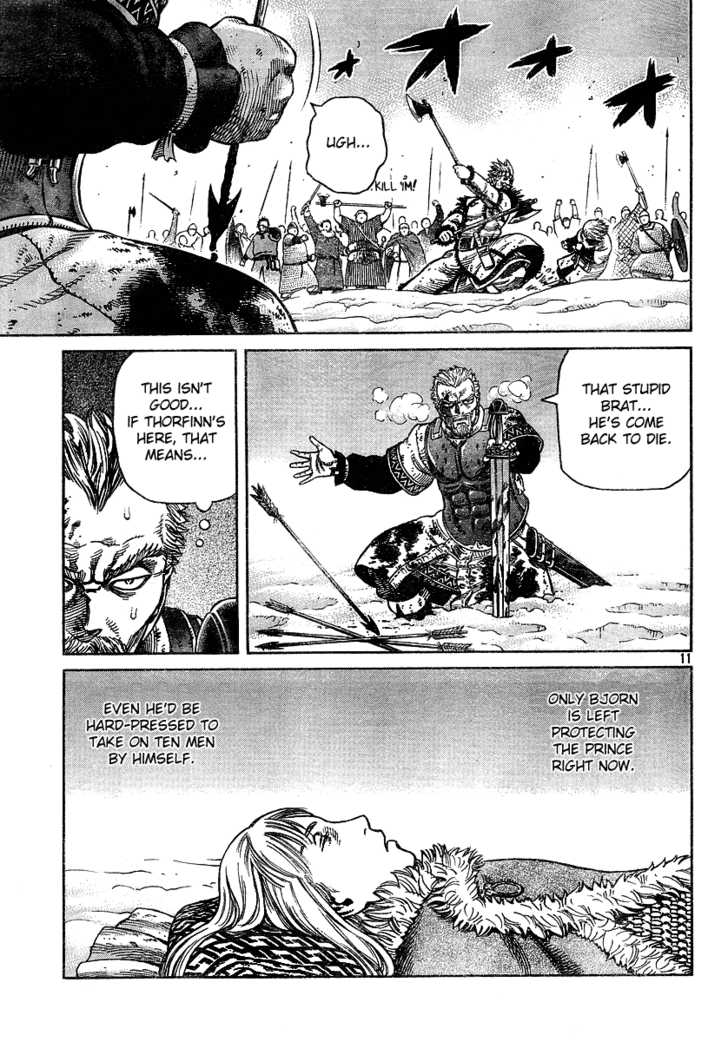 UGH...
KILL 'IM!
THAT STUPID
BRAT...
HE'S COME
BACK TO DIE.
THIS ISN'T
GOOD...
IF THORFINN'S
HERE, THAT
MEANS...
11
ONLY BJORN
IS LEFT
PROTECTING
THE PRINCE
RIGHT NOW.
EVEN HE'D BE
HARD-PRESSED TO
TAKE ON TEN MEN
BY HIMSELF.